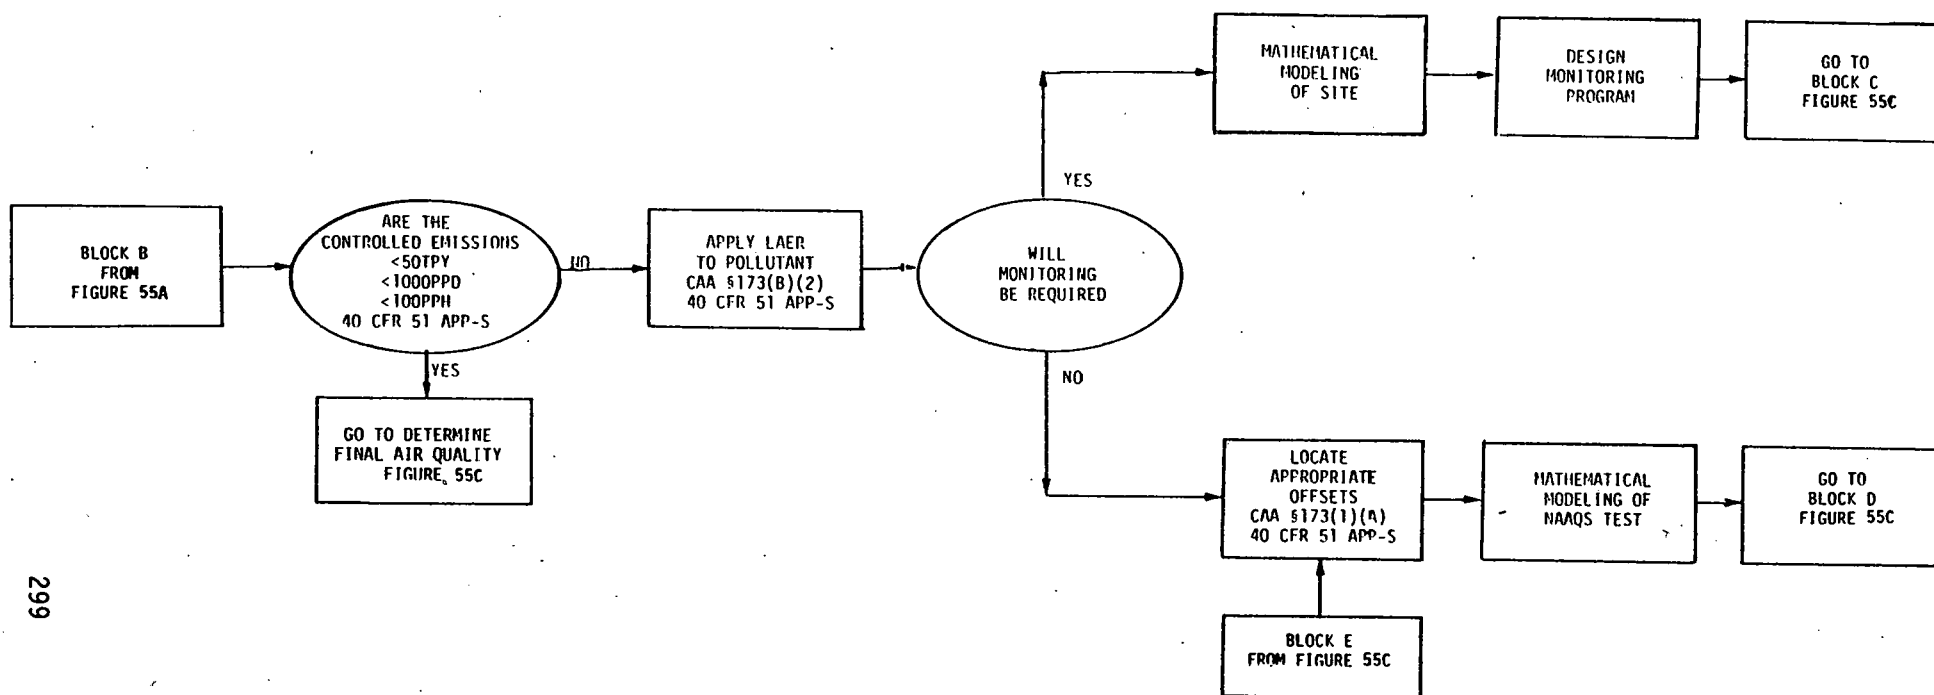 MATHEMATICAL
MODELING
OF SITE
DESIGN
MONITORING
PROGRAM
GO TO
BLOCK C
FIGURE 55C
YES
BLOCK B
FROM
FIGURE 55A
ARE THE
CONTROLLED EMISSIONS
<50TPY
<1000PPD
<100PPH
40 CFR 51 APP-S
NO
APPLY LAER
TO POLLUTANT
CAA §173(B)(2)
40 CFR 51 APP-S
WILL
MONITORING
BE REQUIRED
YES
GO TO DETERMINE
FINAL AIR QUALITY
FIGURE 55C
NO
LOCATE
APPROPRIATE
OFFSETS
CAA §173(1)(A)
40 CFR 51 APP-S
MATHEMATICAL
MODELING OF
NAAQS TEST
GO TO
BLOCK D
FIGURE 55C
BLOCK E
FROM FIGURE 55C
299